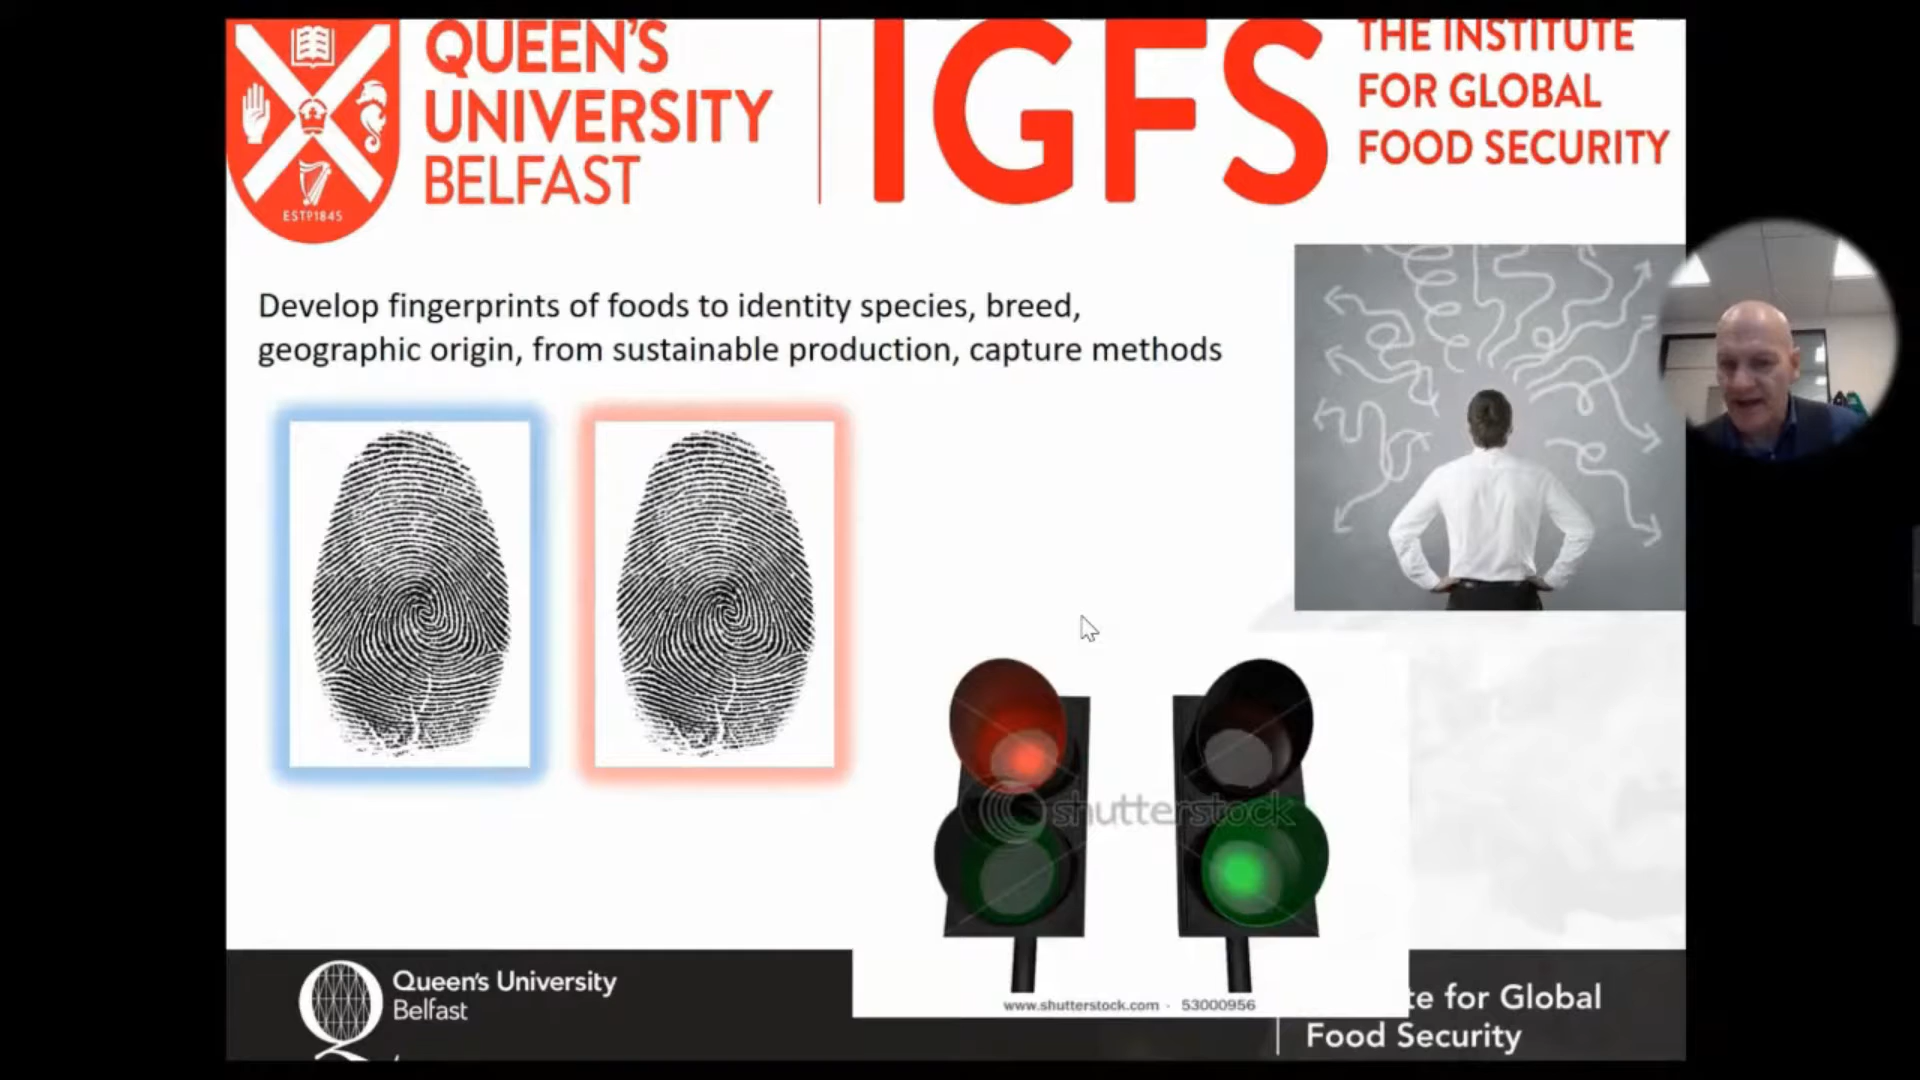 QUEEN'S
UNIVERSITY
BELFAST
ESTD1845
IGFS
THE INSTITUTE
FOR GLOBAL
FOOD SECURITY
Develop fingerprints of foods to identity species, breed,
geographic origin, from sustainable production, capture methods
shutterstock
www.shutterstock.com · 53000956
Queen's University
Belfast
te for Global
Food Security